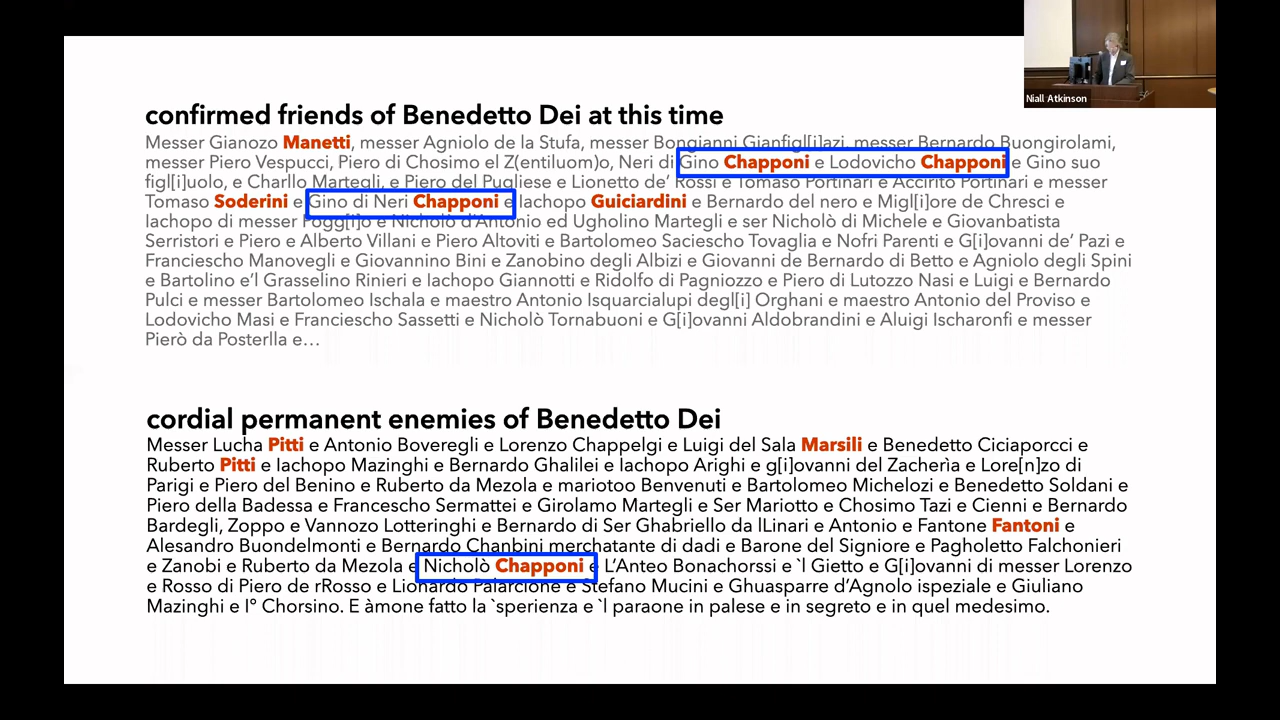 Niall Atkinson
confirmed friends of Benedetto Dei at this time
Messer Gianozo Manetti, messer Agniolo de la Stufa, messer Bongianni Gianfigl[i]azi, messer Bernardo Buongirolami,
messer Piero Vespucci, Piero di Chosimo el Z(entiluom)o, Neri di Gino Chapponi e Lodovicho Chapponi e Gino suo
figl[i]uolo, e Charllo Martegli, e Piero del Pugliese e Lionetto de' Rossi e Tomaso Portinari e Accirito Portinari e messer
Tomaso Soderini e Gino di Neri Chapponi e Iachopo Guiciardini e Bernardo del nero e Migl[i]ore de Chresci e
Iachopo di messer Pogg[i]o e Nicholò d'Antonio ed Ugholino Martegli e ser Nicholò di Michele e Giovanbatista
Serristori e Piero e Alberto Villani e Piero Altoviti e Bartolomeo Saciescho Tovaglia e Nofri Parenti e G[i]ovanni de' Pazi e
Franciescho Manovegli e Giovannino Bini e Zanobino degli Albizi e Giovanni de Bernardo di Betto e Agniolo degli Spini
e Bartolino e'l Grasselino Rinieri e Iachopo Giannotti e Ridolfo di Pagniozzo e Piero di Lutozzo Nasi e Luigi e Bernardo
Pulci e messer Bartolomeo Ischala e maestro Antonio Isquarcialupi degl[i] Orghani e maestro Antonio del Proviso e
Lodovicho Masi e Franciescho Sassetti e Nicholò Tornabuoni e G[i]ovanni Aldobrandini e Aluigi Ischaronfi e messer
Pierò da Posterlla e…
cordial permanent enemies of Benedetto Dei
Messer Lucha Pitti e Antonio Boveregli e Lorenzo Chappelgi e Luigi del Sala Marsili e Benedetto Ciciaporcci e
Ruberto Pitti e Iachopo Mazinghi e Bernardo Ghalilei e Iachopo Arighi e g[i]ovanni del Zacherìa e Lore[n]zo di
Parigi e Piero del Benino e Ruberto da Mezola e mariotoo Benvenuti e Bartolomeo Michelozi e Benedetto Soldani e
Piero della Badessa e Francescho Sermattei e Girolamo Martegli e Ser Mariotto e Chosimo Tazi e Cienni e Bernardo
Bardegli, Zoppo e Vannozo Lotteringhi e Bernardo di Ser Ghabriello da lLinari e Antonio e Fantone Fantoni e
Alesandro Buondelmonti e Bernardo Chanbini merchatante di dadi e Barone del Signiore e Pagholetto Falchonieri
e Zanobi e Ruberto da Mezola e Nicholò Chapponi e L'Anteo Bonachorssi e `l Gietto e G[i]ovanni di messer Lorenzo
e Rosso di Piero de rRosso e Lionardo Palarcione e Stefano Mucini e Ghuasparre d'Agnolo ispeziale e Giuliano
Mazinghi e I° Chorsino. E àmone fatto la `sperienza e `l paraone in palese e in segreto e in quel medesimo.